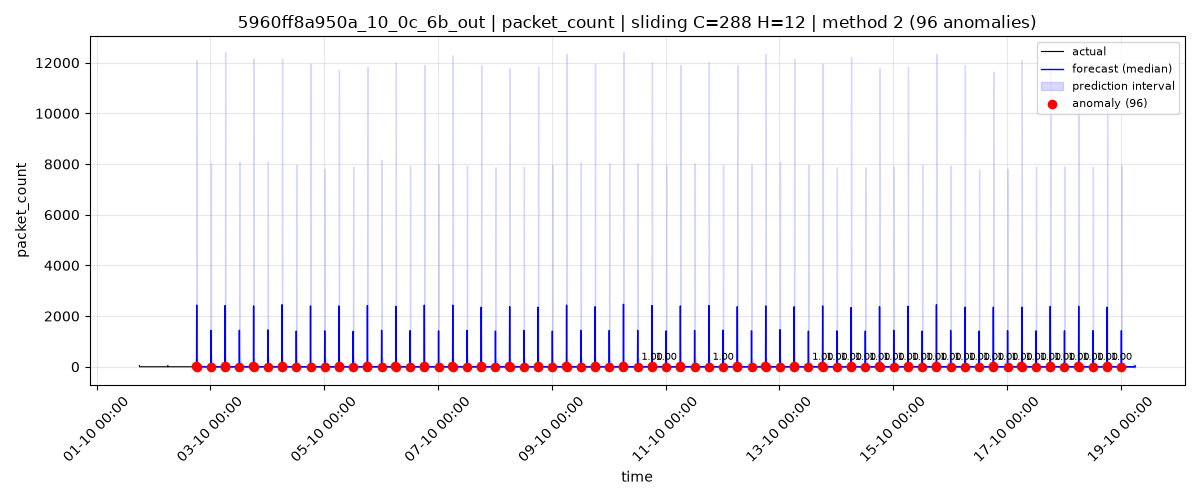 5960ff8a950a_10_0c_6b_out | packet_count | sliding C=288 H=12 | method 2 (96 anomalies)
actual
forecast (median)
prediction interval
anomaly (96)
packet_count
12000
10000
8000
6000
4000
2000
0
1.00
1.00
01-10 00:00
03-10 00:00
05-10 00:00
07-10 00:00
09-10 00:00
11-10 00:00
13-10 00:00
15-10 00:00
17-10 00:00
19-10 00:00
time